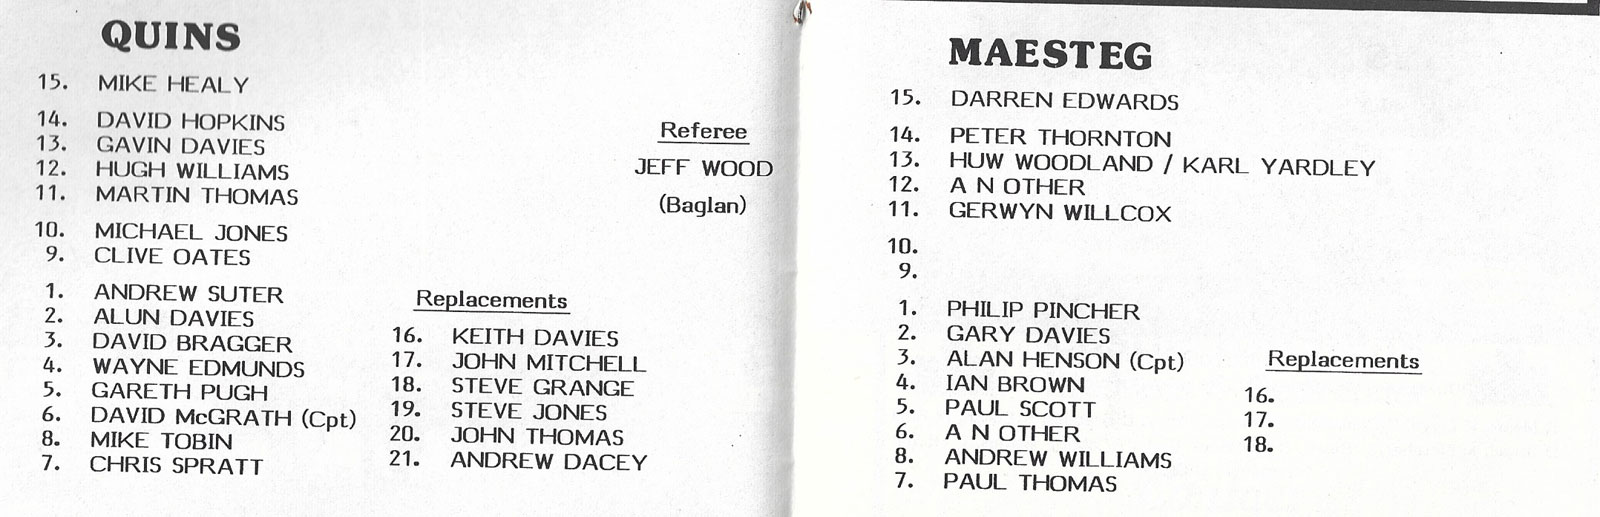 QUINS
15. MIKE HEALY
14. DAVID HOPKINS
13. GAVIN DAVIES
12. HUGH WILLIAMS
11. MARTIN THOMAS
10. MICHAEL JONES
9. CLIVE OATES
1. ANDREW SUTER
2. ALUN DAVIES
3. DAVID BRAGGER
4. WAYNE EDMUNDS
5. GARETH PUGH
6. DAVID McGRATH (Cpt)
8. MIKE TOBIN
7. CHRIS SPRATT
Referee
JEFF WOOD
(Baglan)
Replacements
16. KEITH DAVIES
17. JOHN MITCHELL
18. STEVE GRANGE
19. STEVE JONES
20. JOHN THOMAS
21. ANDREW DACEY
MAESTEG
15. DARREN EDWARDS
14. PETER THORNTON
13. HUW WOODLAND / KARL YARDLEY
12. A N OTHER
11. GERWYN WILLCOX
10.
9.
1. PHILIP PINCHER
2. GARY DAVIES
3. ALAN HENSON (Cpt)
4. IAN BROWN
5. PAUL SCOTT
6. A N OTHER
8. ANDREW WILLIAMS
7. PAUL THOMAS
Replacements
16.
17.
18.